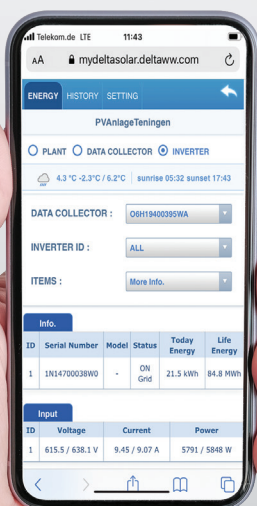 Telekom.de LTE 11:43
AA mydeltasolar.deltaww.com
ENERGY HISTORY SETTING
PVAnlageTeningen
PLANT DATA COLLECTOR INVERTER
4.3 °C -2.3°C / 6.2°C sunrise 05:32 sunset 17:43
DATA COLLECTOR : O6H19400395WA
INVERTER ID : ALL
ITEMS : More Info.
Info.
ID Serial Number Model Status Today Energy Life Energy
1 1N14700038W0 - ON Grid 21.5 kWh 84.8 MWh
Input
ID Voltage Current Power
1 615.5 / 638.1 V 9.45 / 9.07 A 5791 / 5848 W